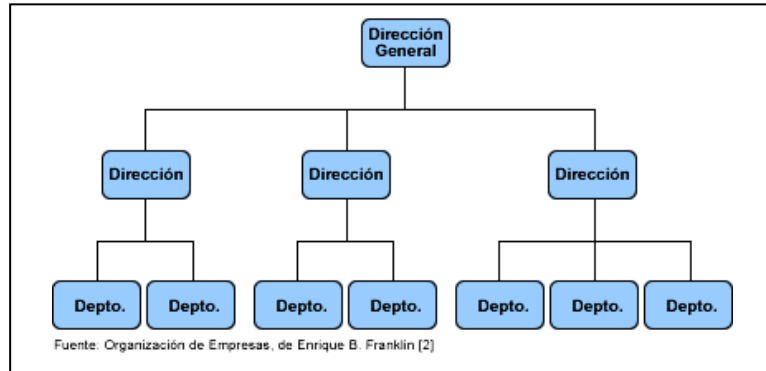 Dirección
General
Dirección
Dirección
Dirección
Depto.
Depto.
Depto.
Depto.
Depto.
Depto.
Depto.
Fuente: Organización de Empresas, de Enrique B. Franklin [2]